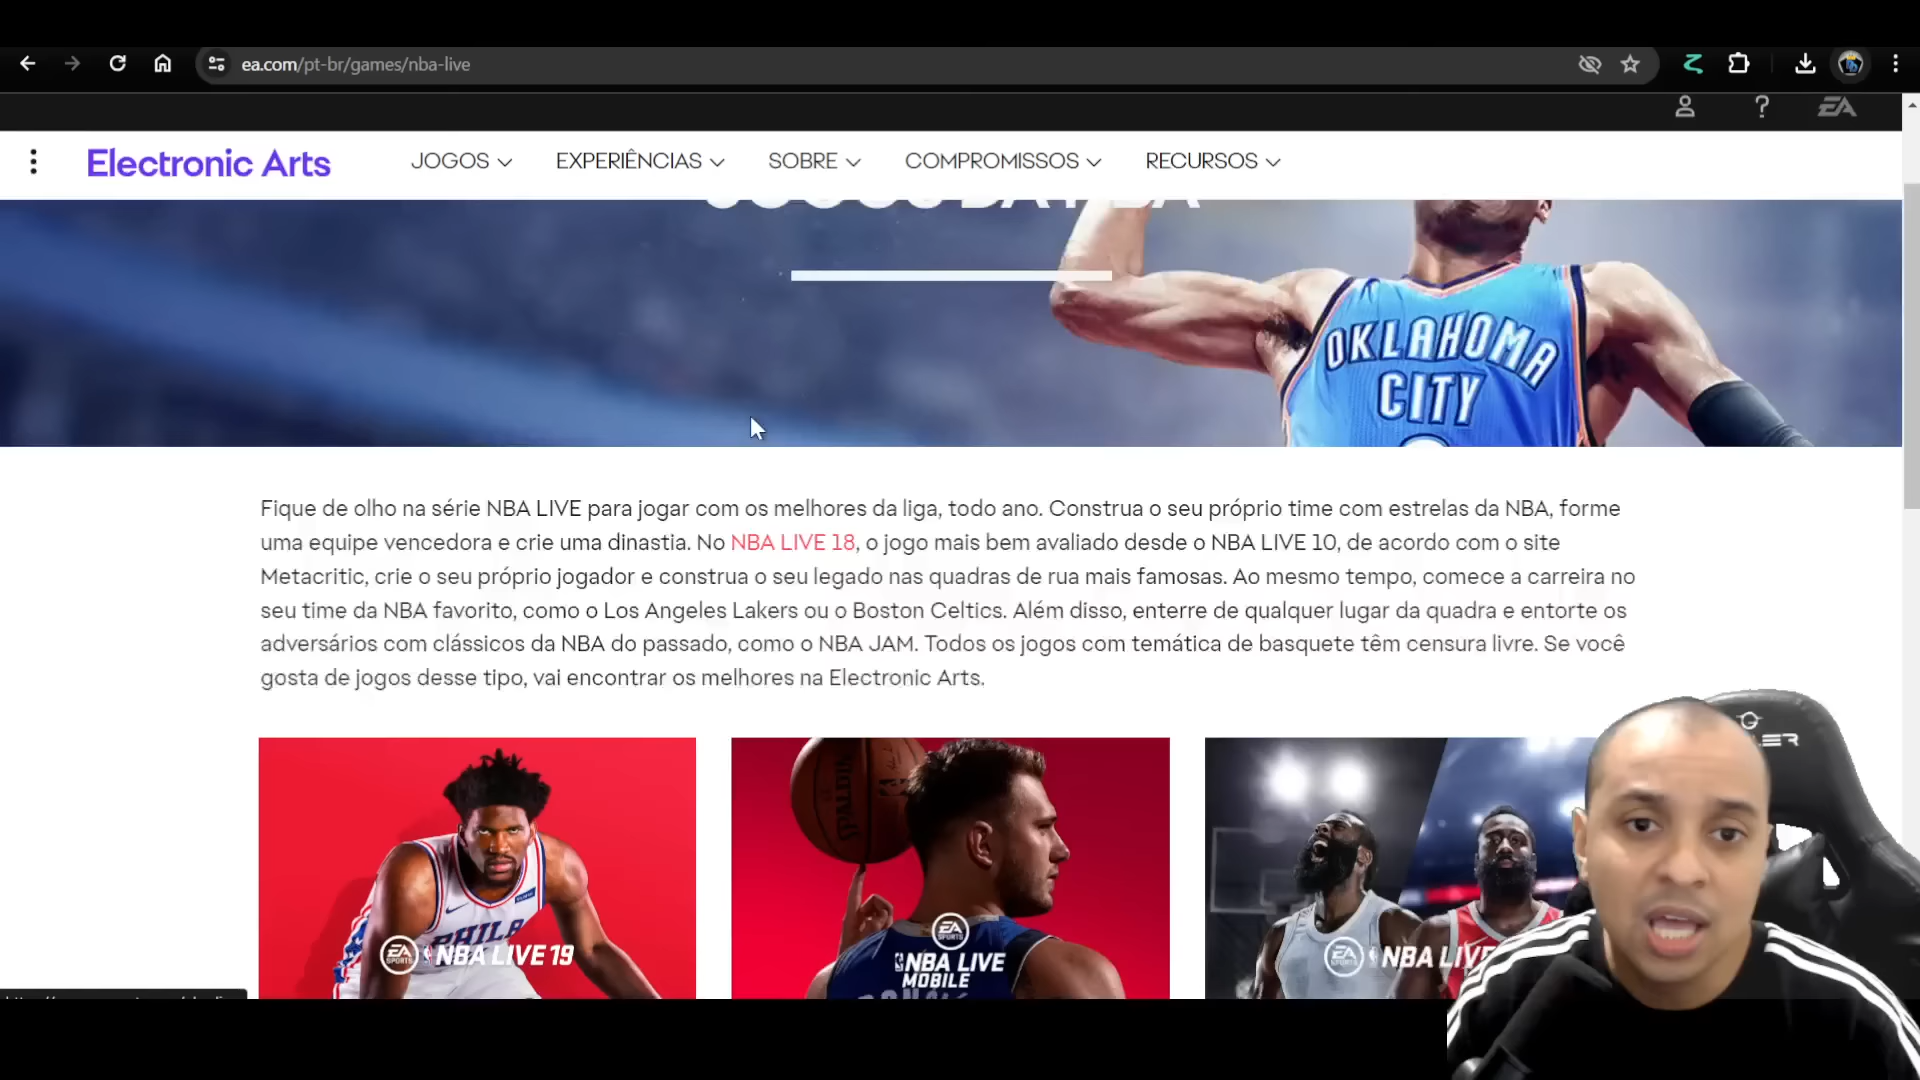 ea.com/pt-br/games/nba-live
EA
Electronic Arts
JOGOS
EXPERIÊNCIAS
SOBRE
COMPROMISSOS
RECURSOS
OKLAHOMA
CITY
Fique de olho na série NBA LIVE para jogar com os melhores da liga, todo ano. Construa o seu próprio time com estrelas da NBA, forme
uma equipe vencedora e crie uma dinastia. No NBA LIVE 18, o jogo mais bem avaliado desde o NBA LIVE 10, de acordo com o site
Metacritic, crie o seu próprio jogador e construa o seu legado nas quadras de rua mais famosas. Ao mesmo tempo, comece a carreira no
seu time da NBA favorito, como o Los Angeles Lakers ou o Boston Celtics. Além disso, enterre de qualquer lugar da quadra e entorte os
adversários com clássicos da NBA do passado, como o NBA JAM. Todos os jogos com temática de basquete têm censura livre. Se você
gosta de jogos desse tipo, vai encontrar os melhores na Electronic Arts.
SPALDING
PHILA
EA SPORTS NBA LIVE 19
EA SPORTS
NBA LIVE
MOBILE
EA SPORTS NBA LIVE